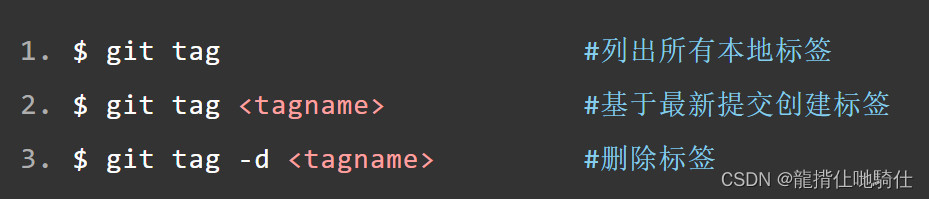 1. $ git tag #列出所有本地标签
2. $ git tag <tagname> #基于最新提交创建标签
3. $ git tag -d <tagname> #删除标签
CSDN @龍揹仩哋騎仕